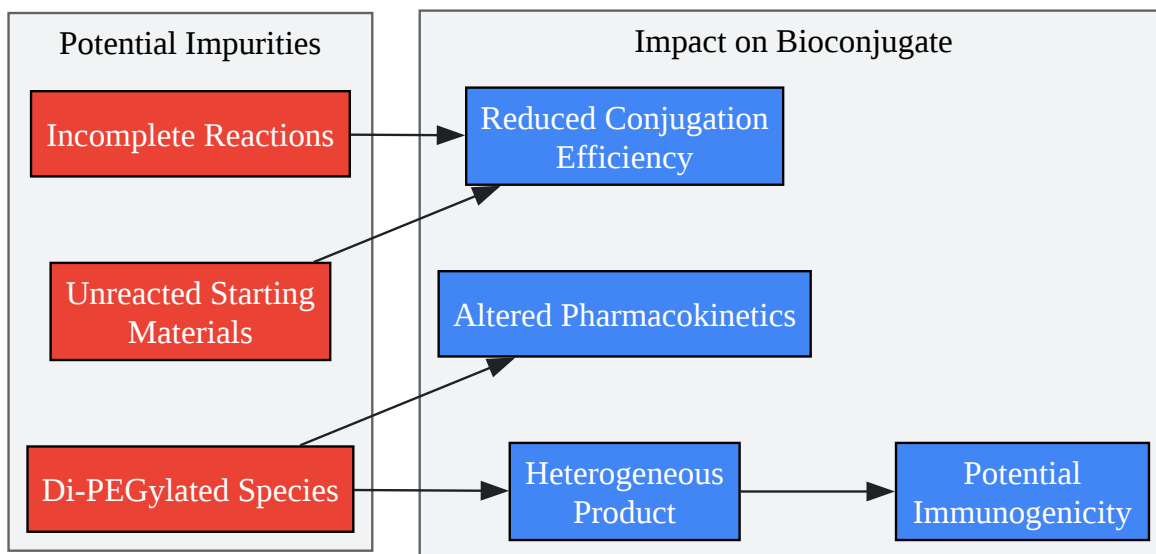 Potential Impurities
Incomplete Reactions
Unreacted Starting
Materials
Di-PEGylated Species
Impact on Bioconjugate
Reduced Conjugation
Efficiency
Altered Pharmacokinetics
Heterogeneous
Product
Potential
Immunogenicity